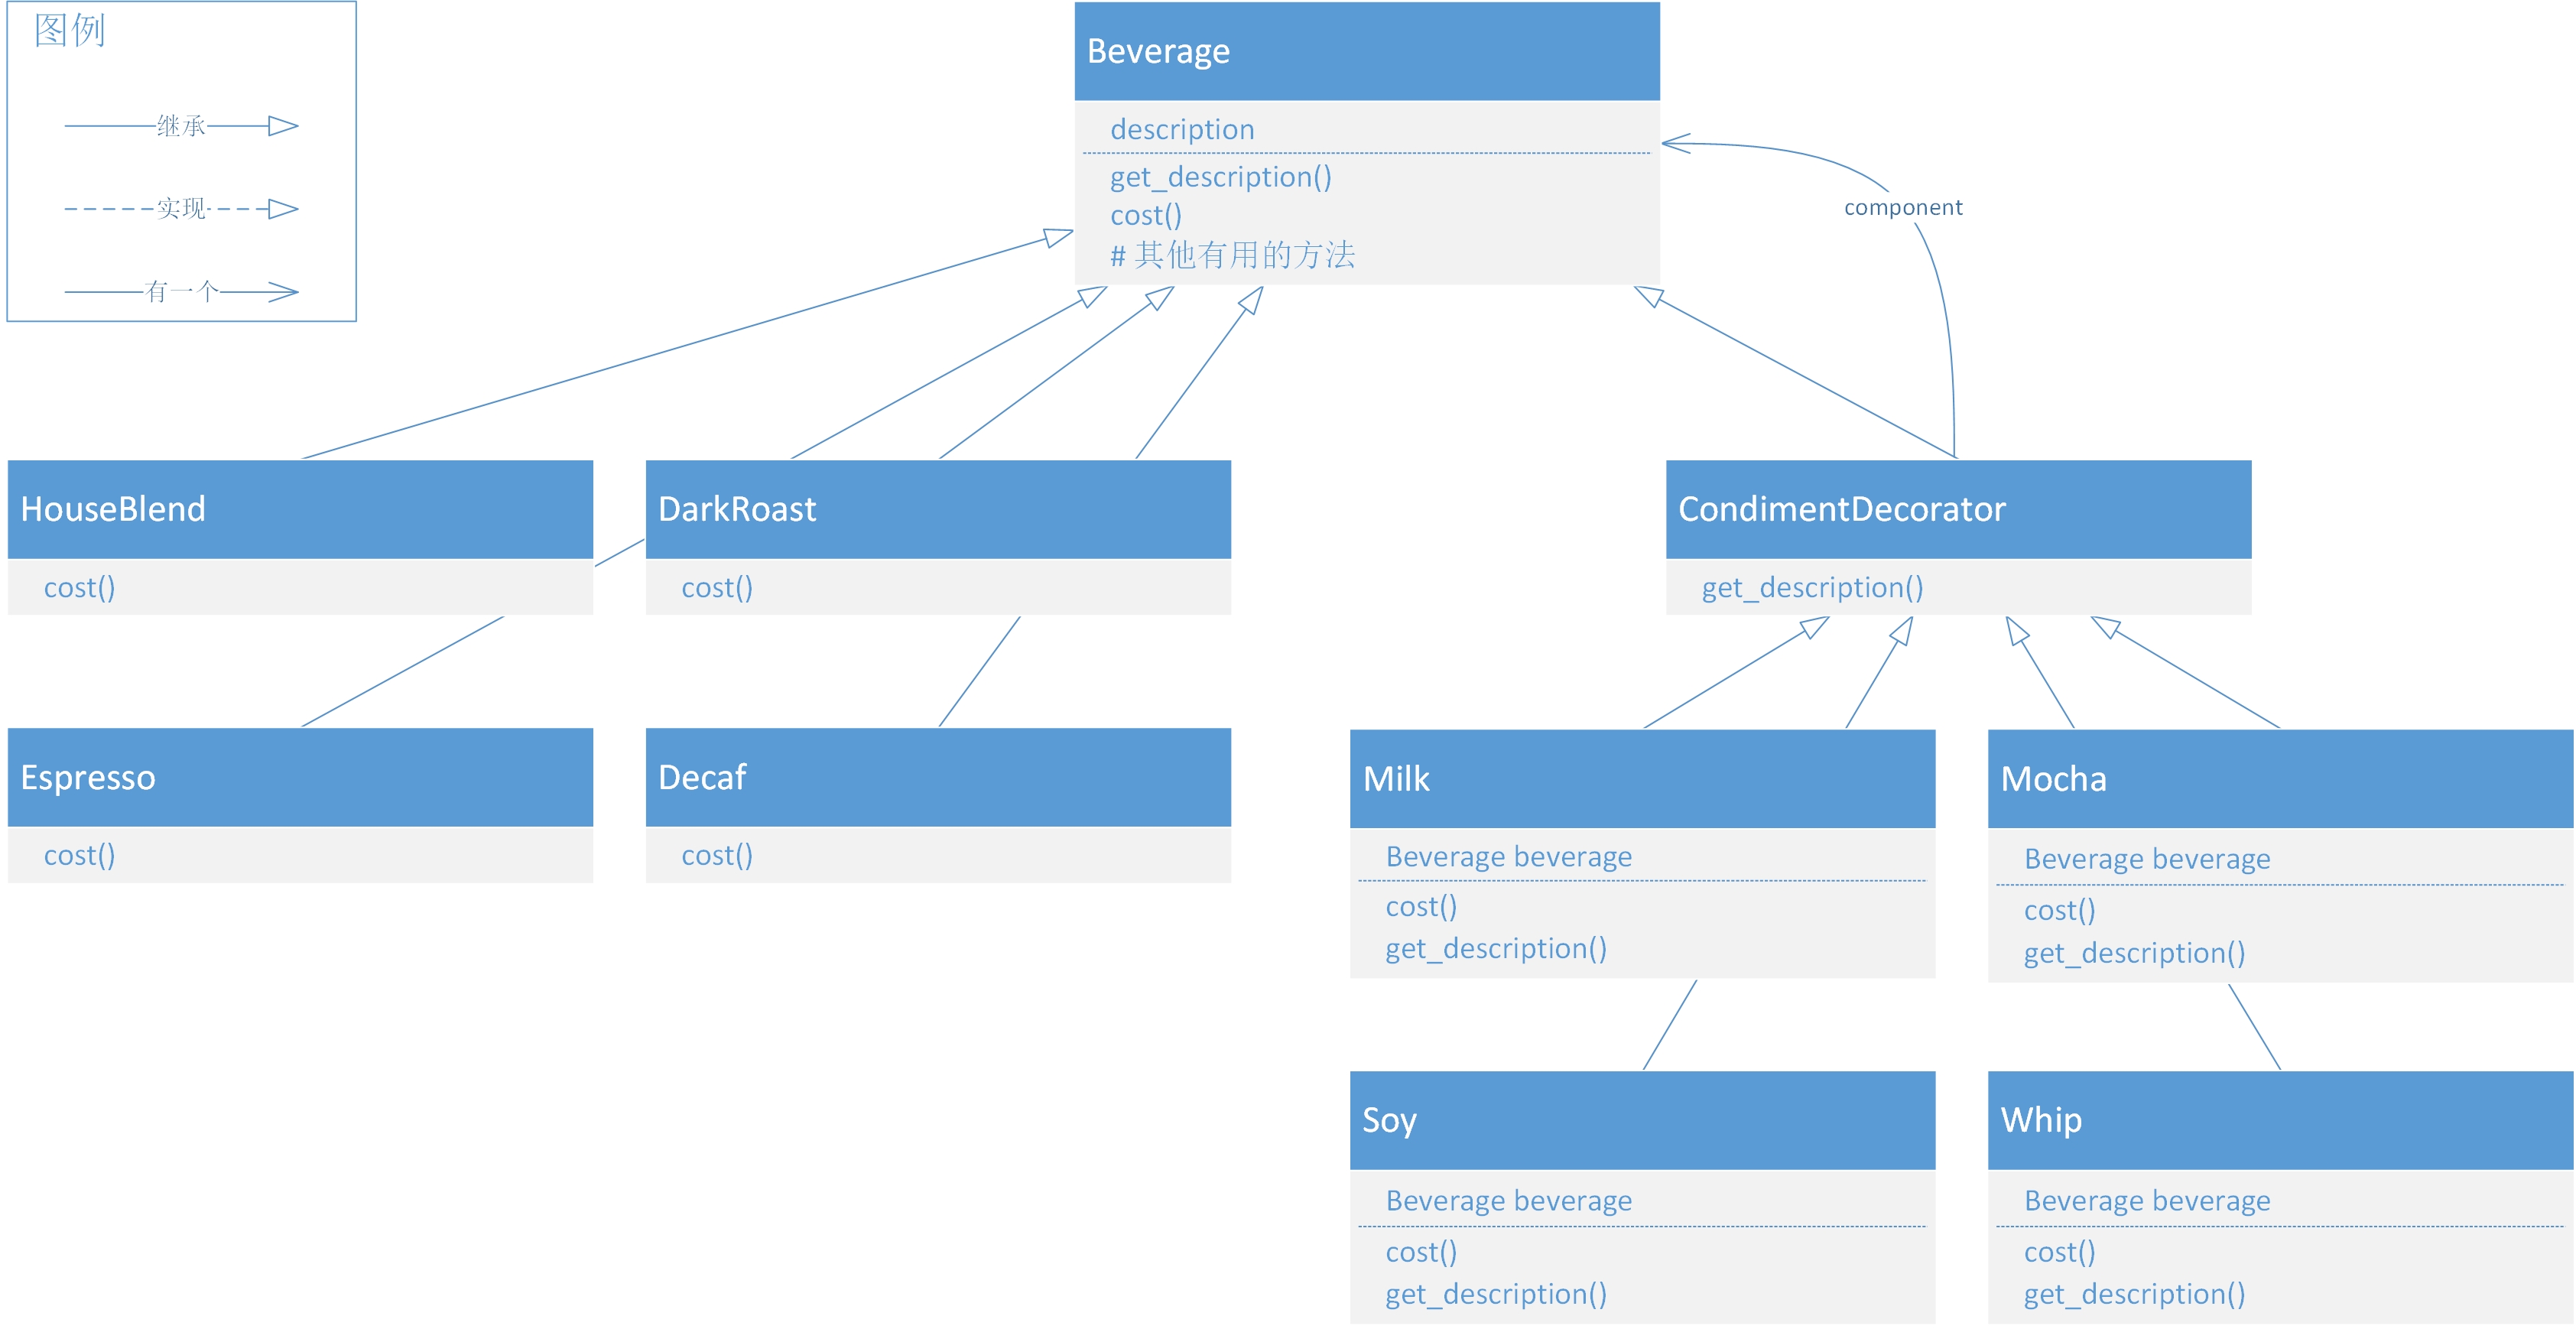 图例
继承
实现
有一个
Beverage
description
get_description()
cost()
# 其他有用的方法
component
HouseBlend
cost()
DarkRoast
cost()
CondimentDecorator
get_description()
Espresso
cost()
Decaf
cost()
Milk
Beverage beverage
cost()
get_description()
Mocha
Beverage beverage
cost()
get_description()
Soy
Beverage beverage
cost()
get_description()
Whip
Beverage beverage
cost()
get_description()